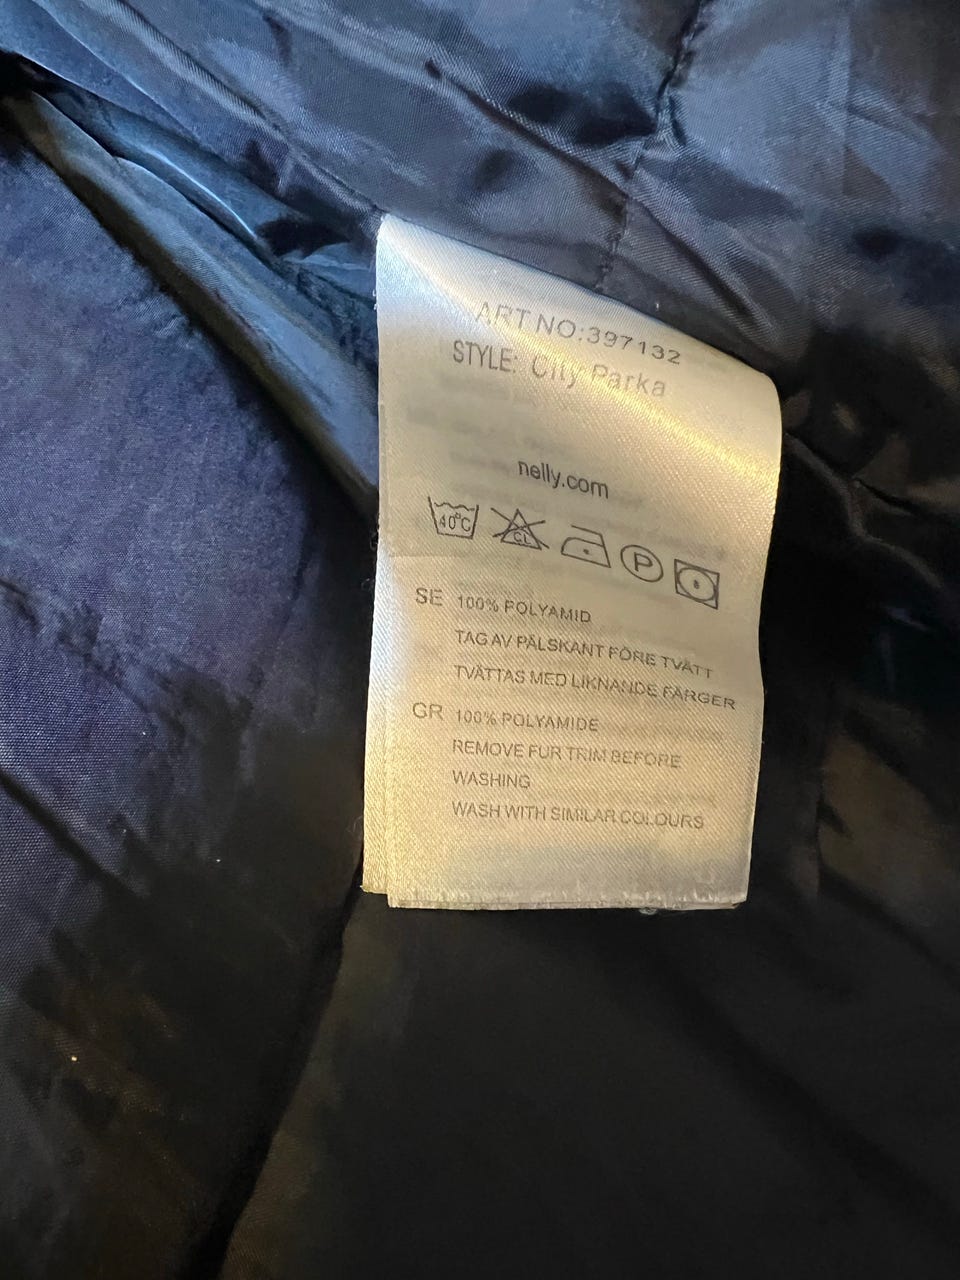 ART NO:397132
STYLE: City Parka
nelly.com
40°C CL P
SE 100% POLYAMID
TAG AV PÄLSKANT FÖRE TVÄTT
TVÄTTAS MED LIKNANDE FÄRGER
GR 100% POLYAMIDE
REMOVE FUR TRIM BEFORE
WASHING
WASH WITH SIMILAR COLOURS